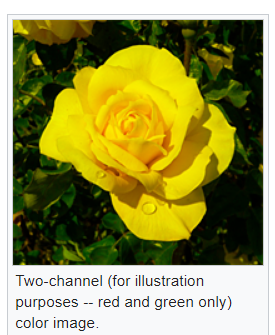 Two-channel (for illustration
purposes -- red and green only)
color image.